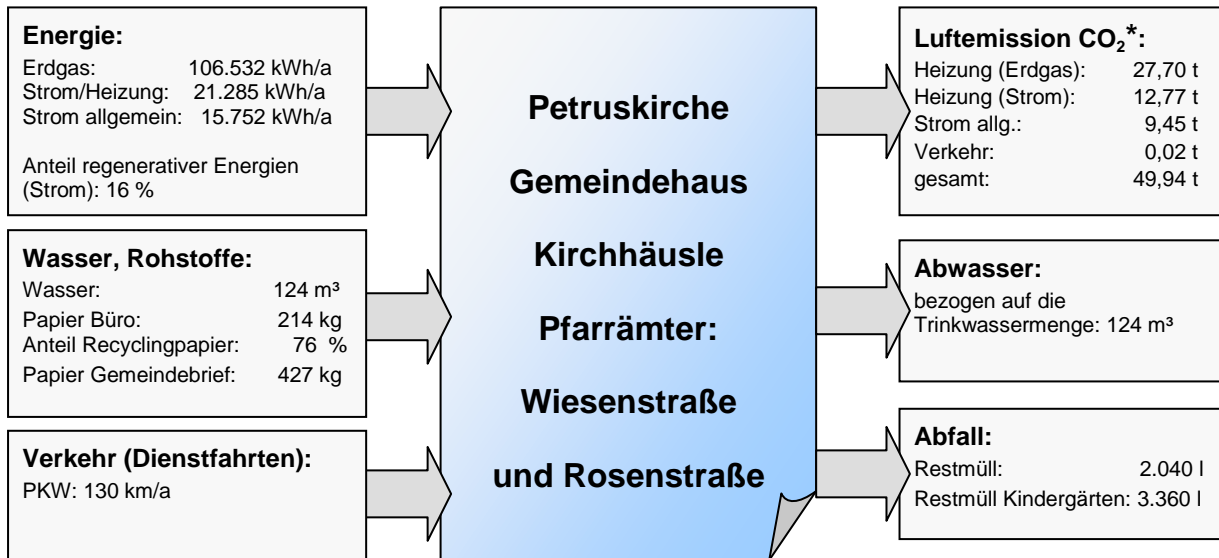 Energie:
Erdgas: 106.532 kWh/a
Strom/Heizung: 21.285 kWh/a
Strom allgemein: 15.752 kWh/a
Anteil regenerativer Energien
(Strom): 16 %
Wasser, Rohstoffe:
Wasser: 124 m³
Papier Büro: 214 kg
Anteil Recyclingpapier: 76 %
Papier Gemeindebrief: 427 kg
Verkehr (Dienstfahrten):
PKW: 130 km/a
Petruskirche
Gemeindehaus
Kirchhäusle
Pfarrämter:
Wiesenstraße
und Rosenstraße
Luftemission CO₂*:
Heizung (Erdgas): 27,70 t
Heizung (Strom): 12,77 t
Strom allg.: 9,45 t
Verkehr: 0,02 t
gesamt: 49,94 t
Abwasser:
bezogen auf die
Trinkwassermenge: 124 m³
Abfall:
Restmüll: 2.040 l
Restmüll Kindergärten: 3.360 l